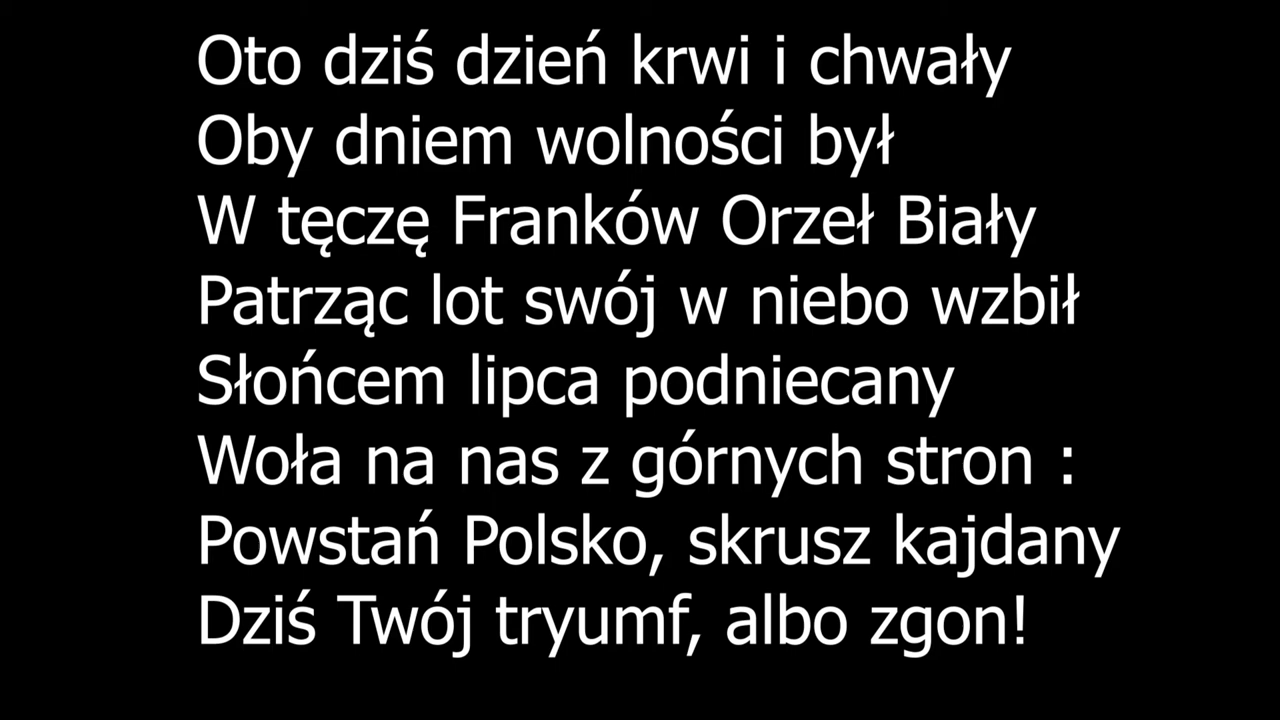 Oto dziś dzień krwi i chwały
Oby dniem wolności był
W tęczę Franków Orzeł Biały
Patrząc lot swój w niebo wzbił
Słońcem lipca podniecany
Woła na nas z górnych stron :
Powstań Polsko, skrusz kajdany
Dziś Twój tryumf, albo zgon!